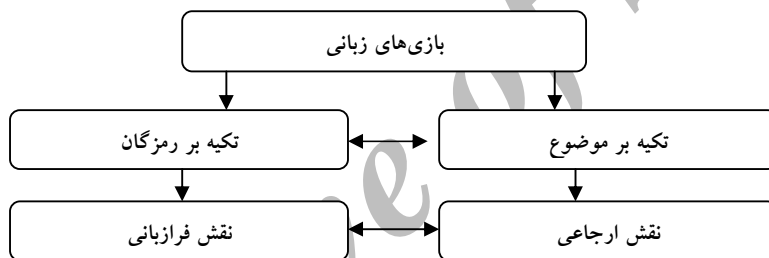 بازی‌های زبانی
تکیه بر موضوع
تکیه بر رمزگان
نقش ارجاعی
نقش فرازبانی